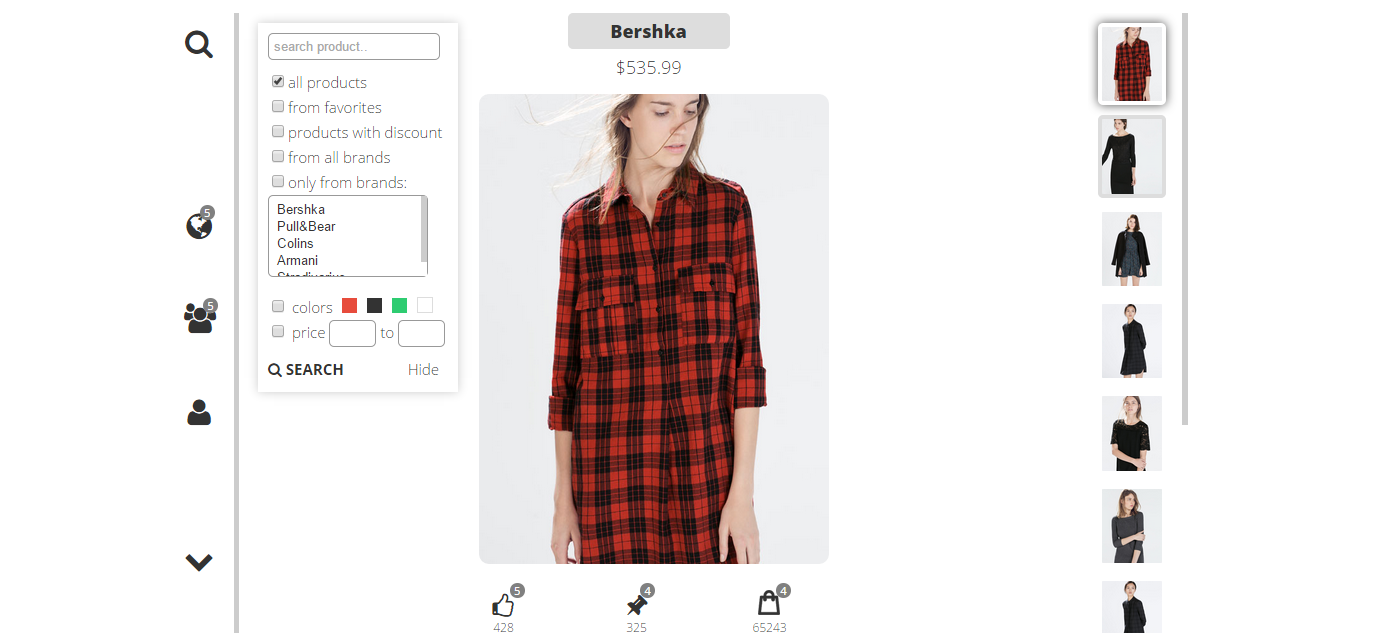 5
5
search product..
all products
from favorites
products with discount
from all brands
only from brands:
Bershka
Pull&Bear
Colins
Armani
colors
price to
SEARCH Hide
Bershka
$535.99
5 4 4
428 325 65243